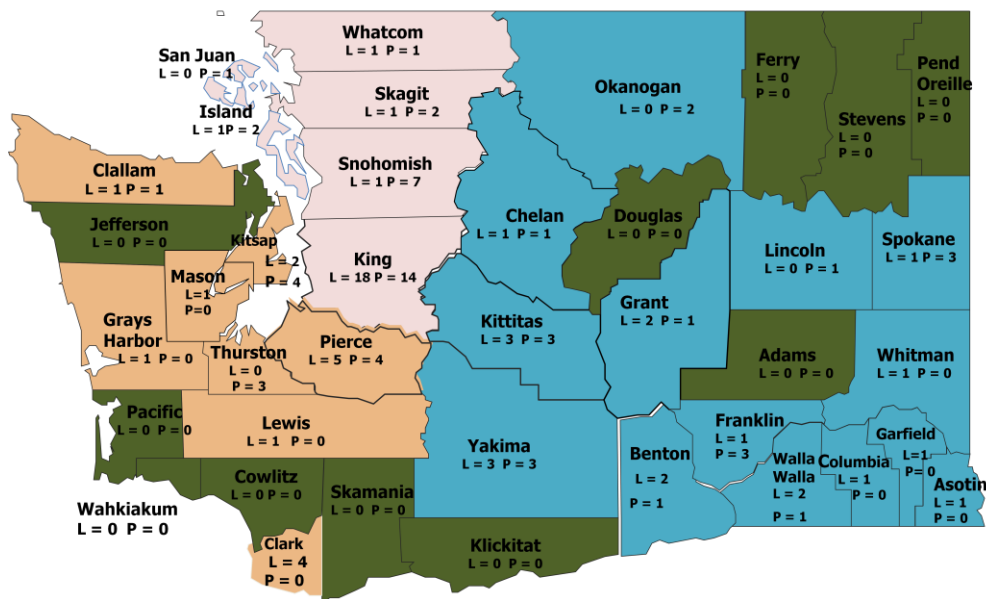 Whatcom
L = 1 P = 1
San Juan
L = 0 P = 1
Skagit
L = 1 P = 2
Island
L = 1 P = 2
Okanogan
L = 0 P = 2
Ferry
L = 0
P = 0
Pend
Oreille
L = 0
P = 0
Stevens
L = 0
P = 0
Snohomish
L = 1 P = 7
Clallam
L = 1 P = 1
Jefferson
L = 0 P = 0
Kitsap
L = 2
P = 4
King
L = 18 P = 14
Chelan
L = 1 P = 1
Douglas
L = 0 P = 0
Lincoln
L = 0 P = 1
Spokane
L = 1 P = 3
Mason
L=1
P=0
Grays
Harbor
L = 1 P = 0
Thurston
L = 0
P = 3
Pierce
L = 5 P = 4
Kittitas
L = 3 P = 3
Grant
L = 2 P = 1
Adams
L = 0 P = 0
Whitman
L = 1 P = 0
Pacific
L = 0 P = 0
Lewis
L = 1 P = 0
Yakima
L = 3 P = 3
Benton
L = 2
P = 1
Franklin
L = 1
P = 3
Walla
Walla
L = 2
P = 1
Columbia
L = 1
P = 0
Garfield
L=1
P= 0
Asotin
L = 1
P = 0
Wahkiakum
L = 0 P = 0
Cowlitz
L = 0 P = 0
Skamania
L = 0 P = 0
Clark
L = 4
P = 0
Klickitat
L = 0 P = 0